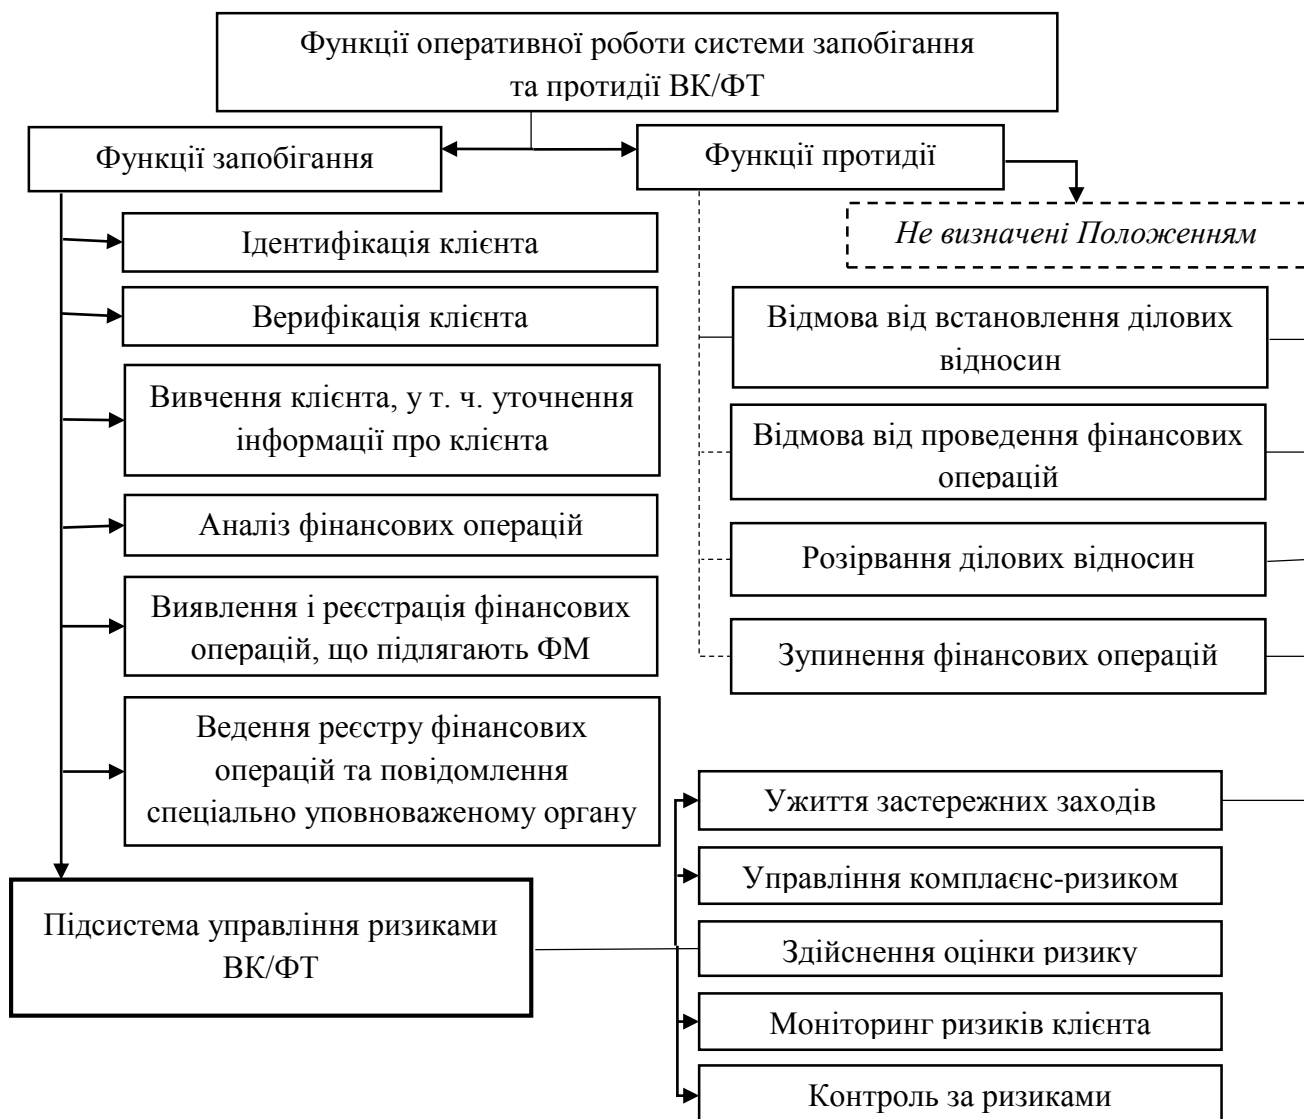 Функції оперативної роботи системи запобігання
та протидії ВК/ФТ
Функції запобігання
Функції протидії
Не визначені Положенням
Ідентифікація клієнта
Верифікація клієнта
Вивчення клієнта, у т. ч. уточнення
інформації про клієнта
Аналіз фінансових операцій
Виявлення і реєстрація фінансових
операцій, що підлягають ФМ
Ведення реєстру фінансових
операцій та повідомлення
спеціально уповноваженому органу
Відмова від встановлення ділових
відносин
Відмова від проведення фінансових
операцій
Розірвання ділових відносин
Зупинення фінансових операцій
Підсистема управління ризиками
ВК/ФТ
Ужиття застережних заходів
Управління комплаєнс-ризиком
Здійснення оцінки ризику
Моніторинг ризиків клієнта
Контроль за ризиками